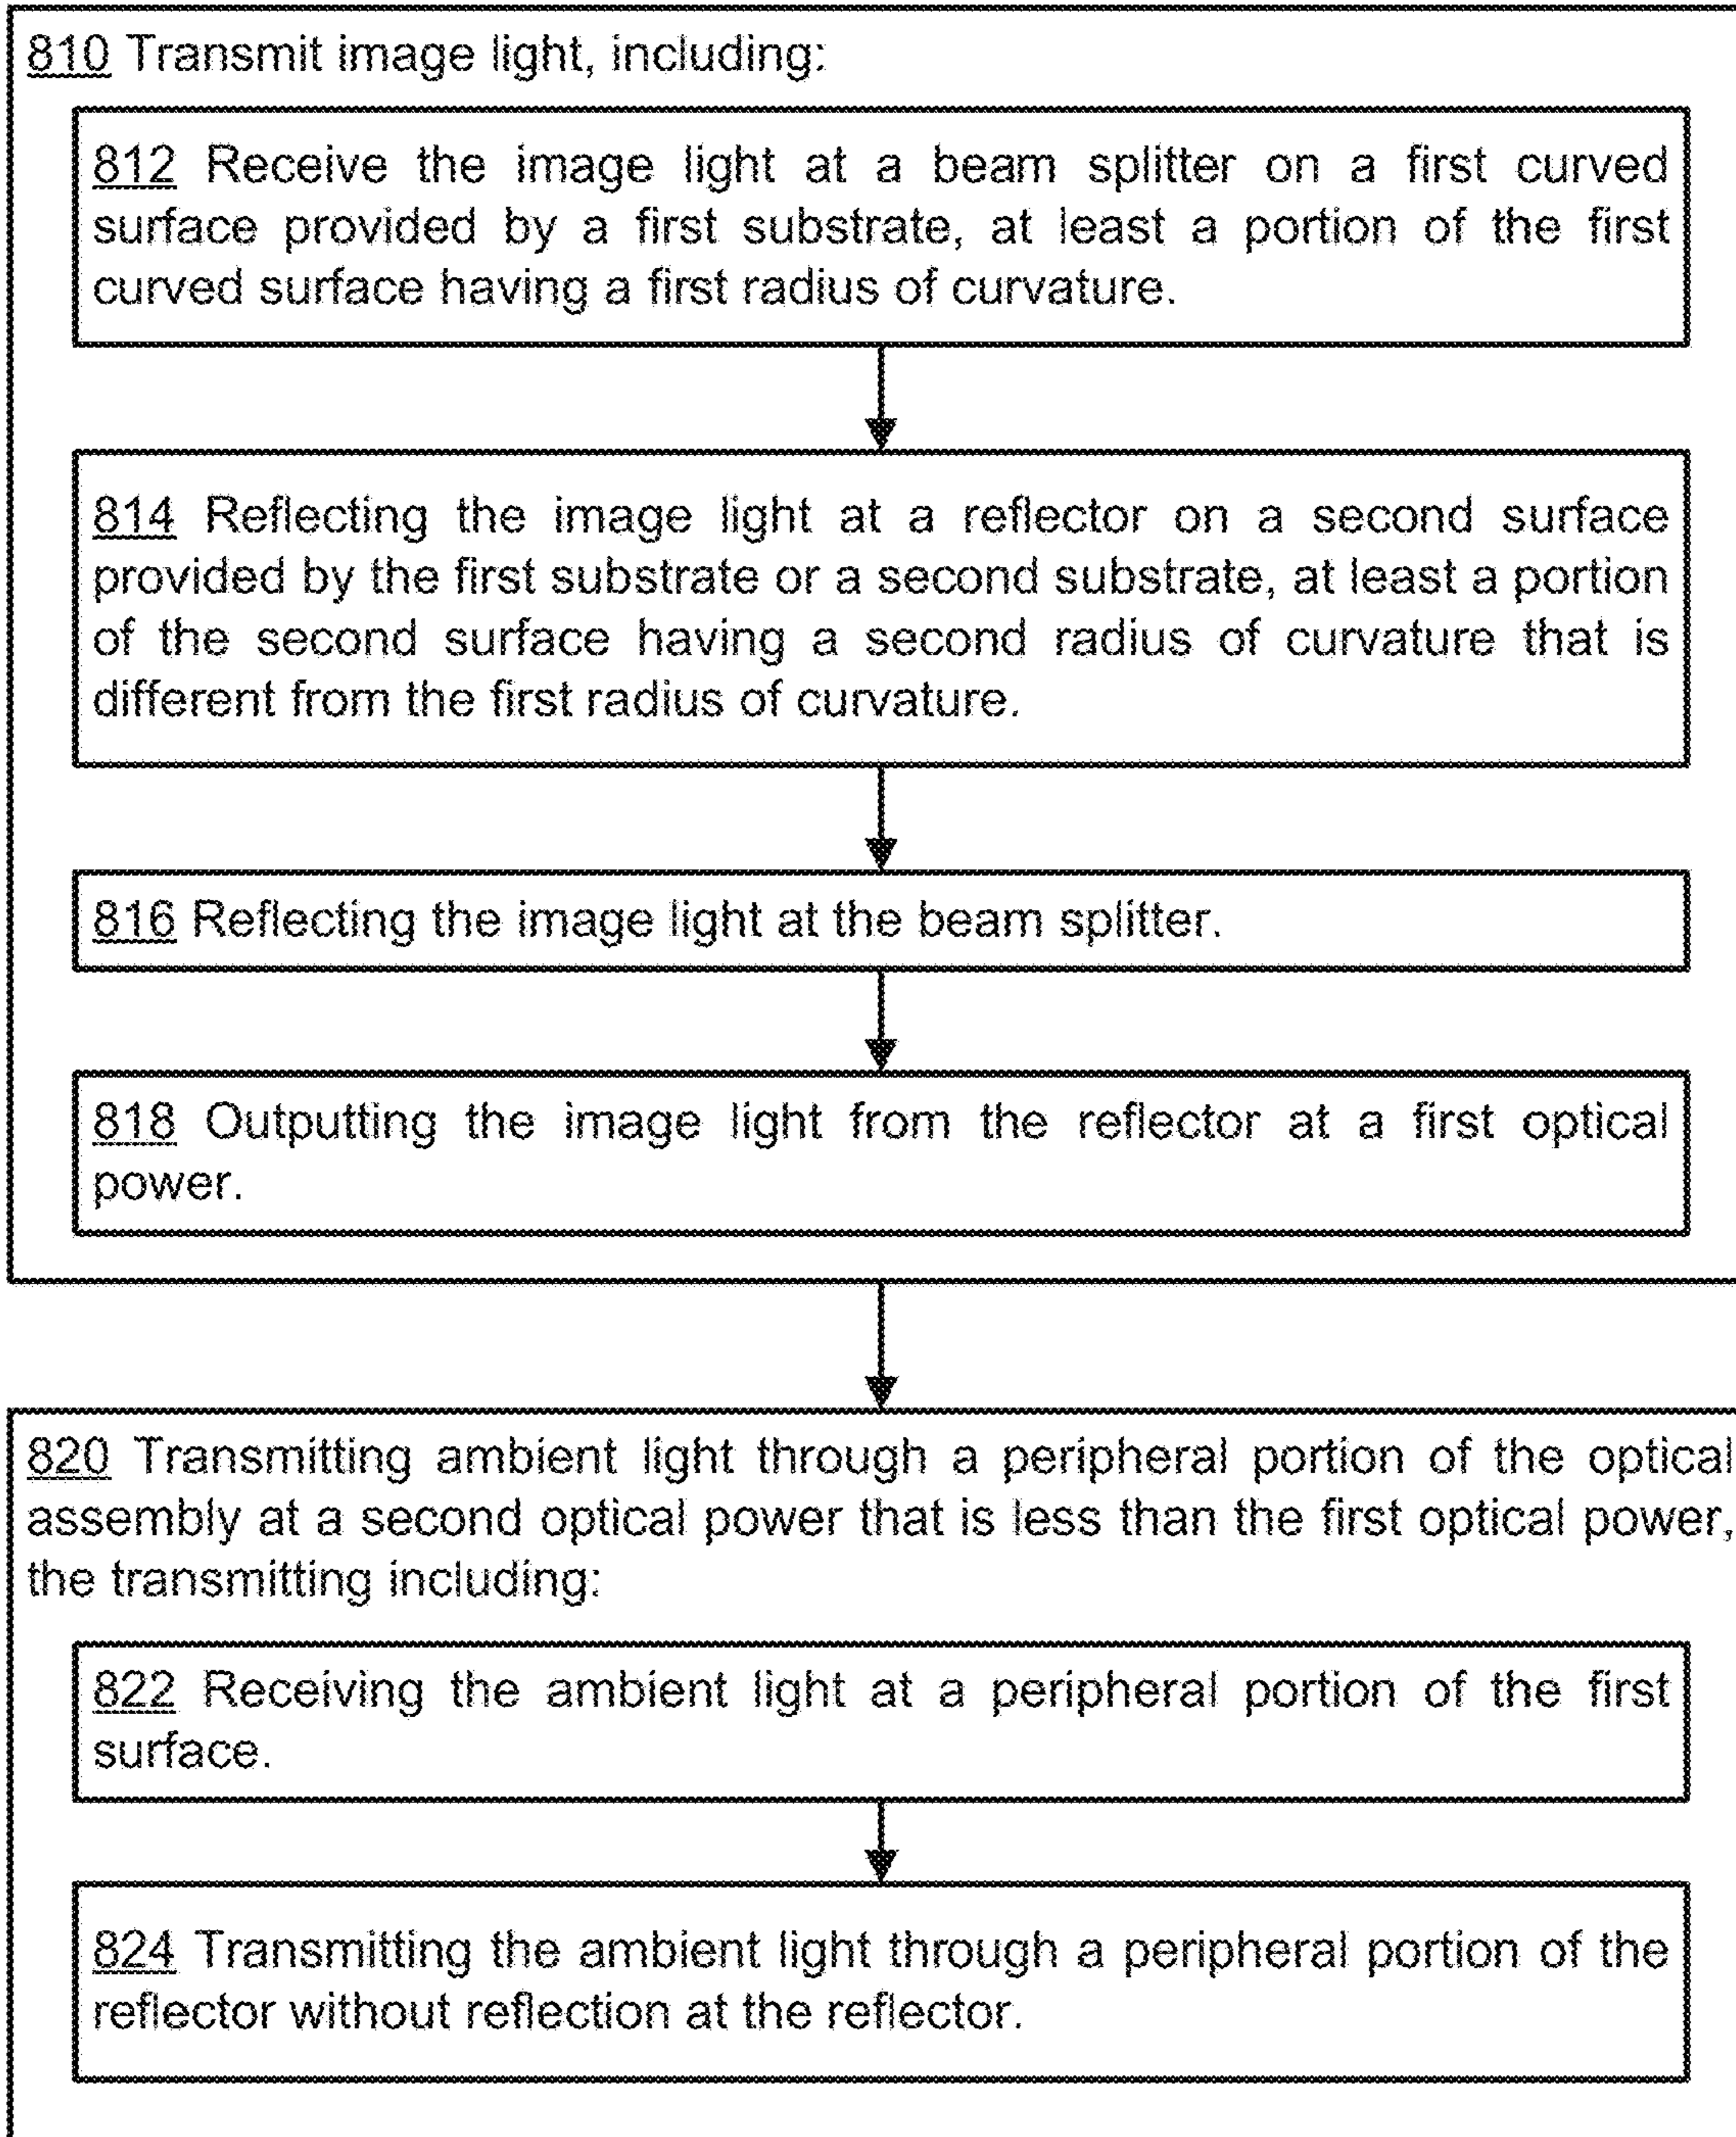 810 Transmit image light, including:
812 Receive the image light at a beam splitter on a first curved
surface provided by a first substrate, at least a portion of the first
curved surface having a first radius of curvature.
814 Reflecting the image light at a reflector on a second surface
provided by the first substrate or a second substrate, at least a portion
of the second surface having a second radius of curvature that is
different from the first radius of curvature.
816 Reflecting the image light at the beam splitter.
818 Outputting the image light from the reflector at a first optical
power.
820 Transmitting ambient light through a peripheral portion of the optical
assembly at a second optical power that is less than the first optical power,
the transmitting including:
822 Receiving the ambient light at a peripheral portion of the first
surface.
824 Transmitting the ambient light through a peripheral portion of the
reflector without reflection at the reflector.